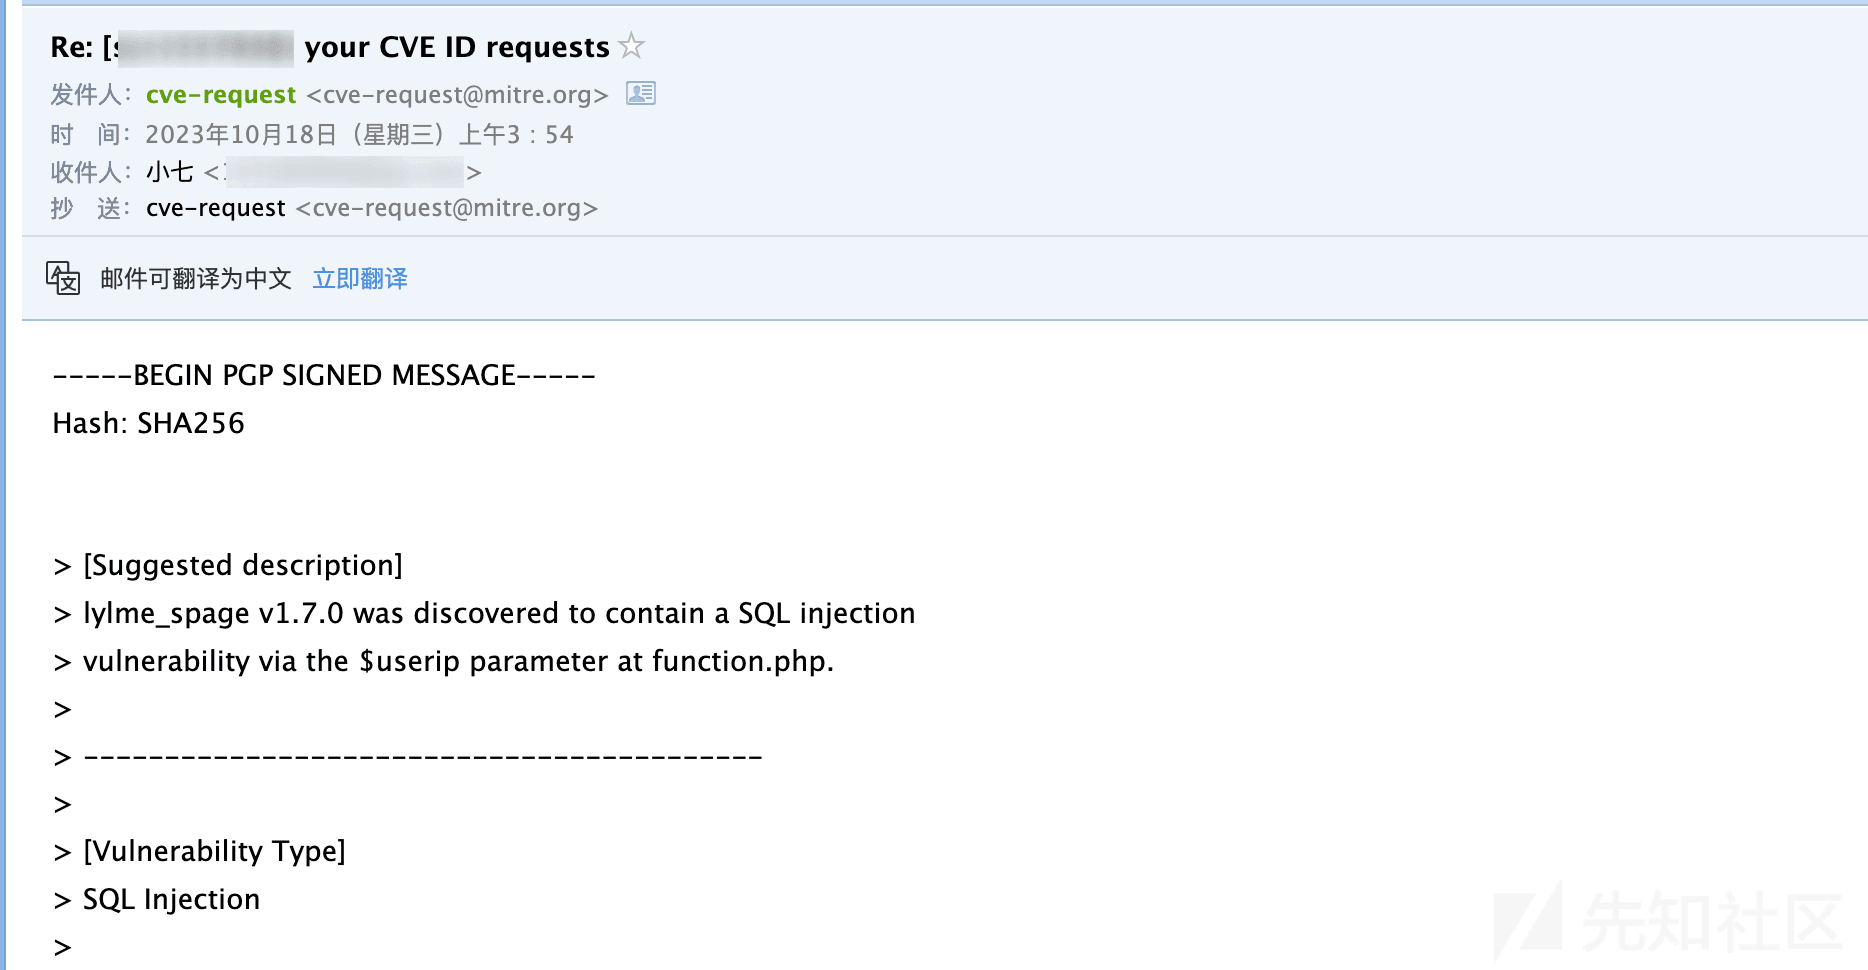 Re: [ your CVE ID requests
发件人： cve-request <cve-request@mitre.org>
时 间： 2023年10月18日（星期三）上午3：54
收件人： 小七 < >
抄 送： cve-request <cve-request@mitre.org>
邮件可翻译为中文 立即翻译
-----BEGIN PGP SIGNED MESSAGE-----
Hash: SHA256
> [Suggested description]
> lylme_spage v1.7.0 was discovered to contain a SQL injection
> vulnerability via the $userip parameter at function.php.
>
> ------------------------------------------
>
> [Vulnerability Type]
> SQL Injection
>
先知社区